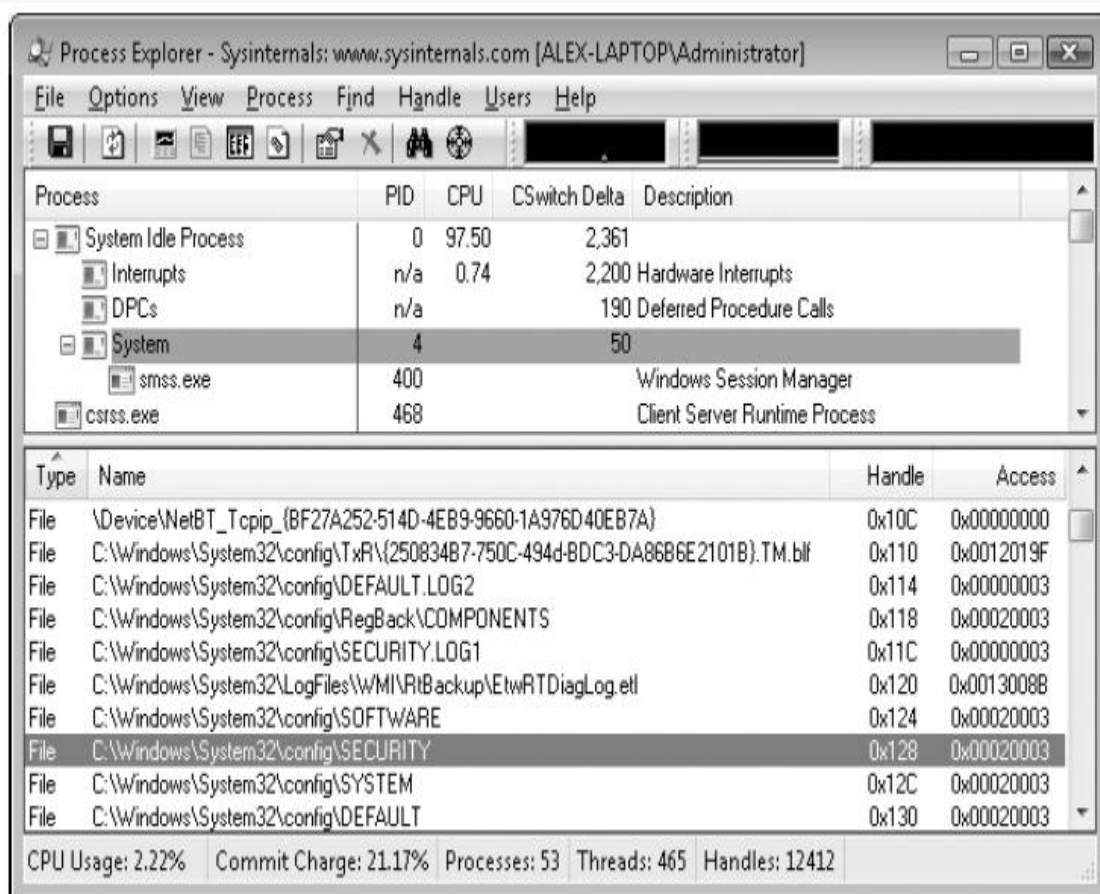 Process Explorer - Sysinternals: www.sysinternals.com [ALEX-LAPTOP\Administrator]
File Options View Process Find Handle Users Help
Process PID CPU CSwitch Delta Description
System Idle Process 0 97.50 2,361
Interrupts n/a 0.74 2,200 Hardware Interrupts
DPCs n/a 190 Deferred Procedure Calls
System 4 50
smss.exe 400 Windows Session Manager
csrss.exe 468 Client Server Runtime Process
Type Name Handle Access
File \Device\NetBT_Tcpip_{BF27A252-514D-4EB9-9660-1A976D40EB7A} 0x10C 0x00000000
File C:\Windows\System32\config\TxR\{250834B7-750C-494d-BDC3-DA86B6E2101B}.TM.blf 0x110 0x0012019F
File C:\Windows\System32\config\DEFAULT.LOG2 0x114 0x00000003
File C:\Windows\System32\config\RegBack\COMPONENTS 0x118 0x00020003
File C:\Windows\System32\config\SECURITY.LOG1 0x11C 0x00000003
File C:\Windows\System32\LogFiles\WMI\RtBackup\EtwRTDiagLog.etl 0x120 0x0013008B
File C:\Windows\System32\config\SOFTWARE 0x124 0x00020003
File C:\Windows\System32\config\SECURITY 0x128 0x00020003
File C:\Windows\System32\config\SYSTEM 0x12C 0x00020003
File C:\Windows\System32\config\DEFAULT 0x130 0x00020003
CPU Usage: 2.22% Commit Charge: 21.17% Processes: 53 Threads: 465 Handles: 12412